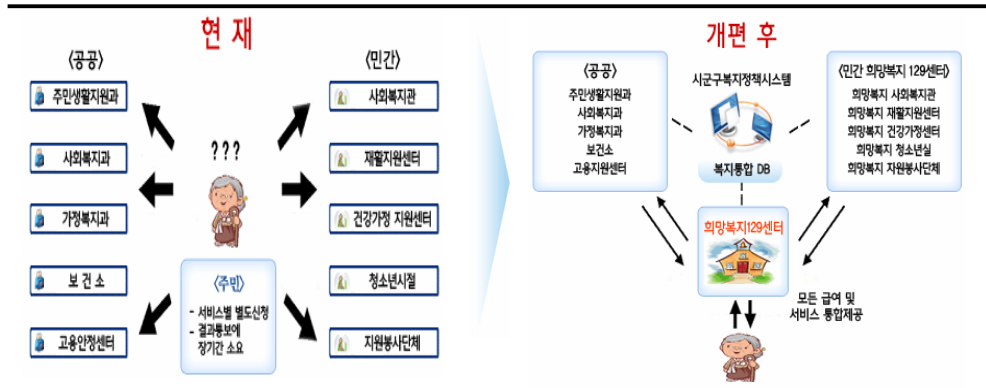 현 재
〈공공〉
주민생활지원과
사회복지과
가정복지과
보 건 소
고용안정센터
? ? ?
〈주민〉
- 서비스별 별도신청
- 결과통보에
장기간 소요
〈민간〉
사회복지관
재활지원센터
건강가정 지원센터
청소년시절
지원봉사단체
개편 후
〈공공〉
주민생활지원과
사회복지과
가정복지과
보건소
고용지원센터
시군구복지정책시스템
복지통합 DB
〈민간 희망복지 129센터〉
희망복지 사회복지관
희망복지 재활지원센터
희망복지 건강가정센터
희망복지 청소년실
희망복지 자원봉사단체
희망복지129센터
모든 급여 및
서비스 통합제공